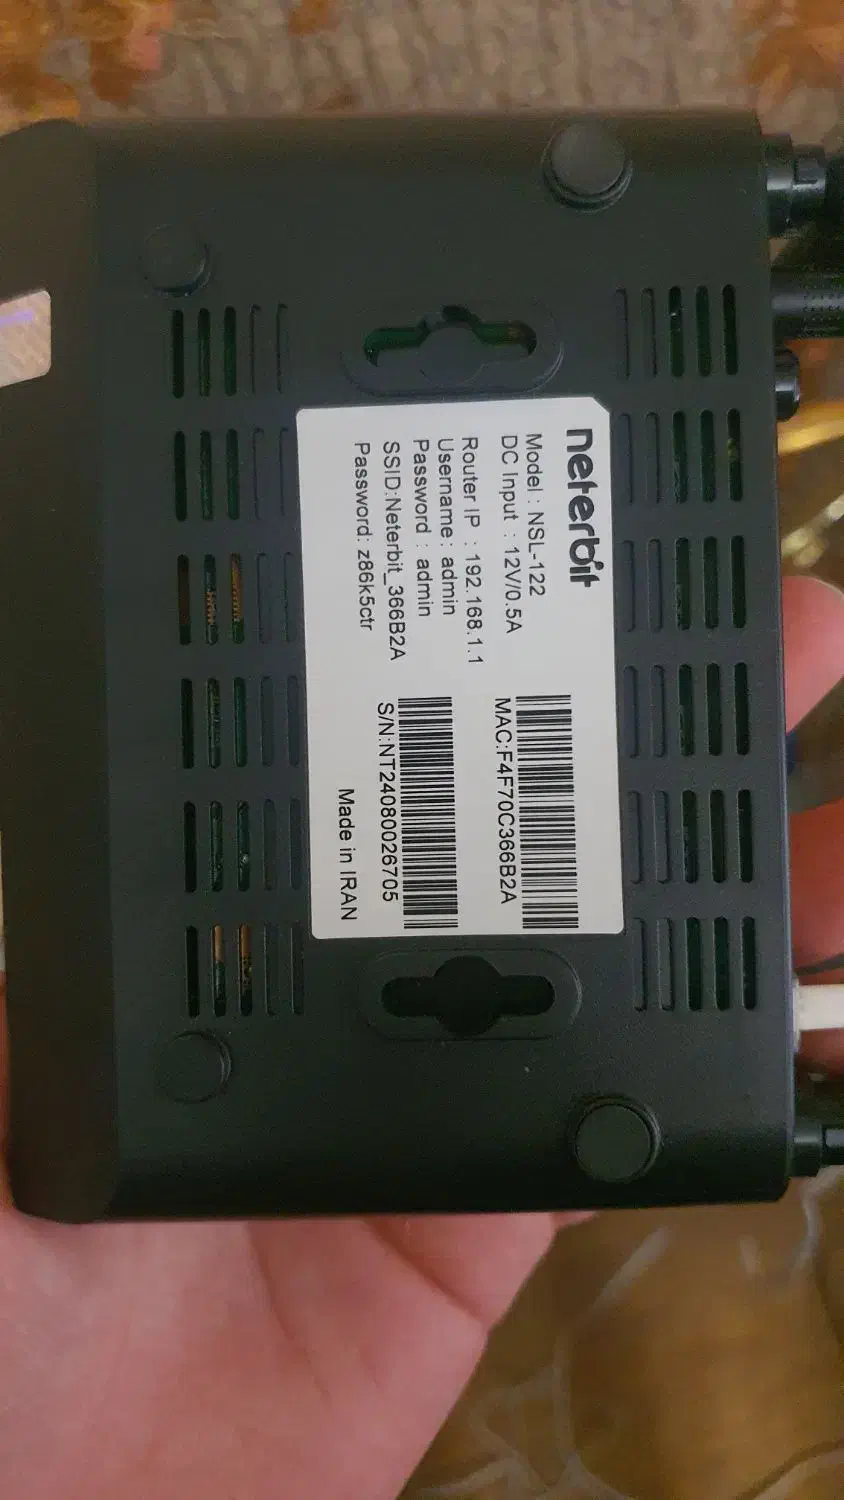 neterbit
Model : NSL-122
DC Input : 12V/0.5A
MAC:F4F70C366B2A
Router IP : 192.168.1.1
Username : admin
Password : admin
SSID:Neterbit_366B2A
Password: z86k5ctr
S/N:NT24080026705
Made in IRAN